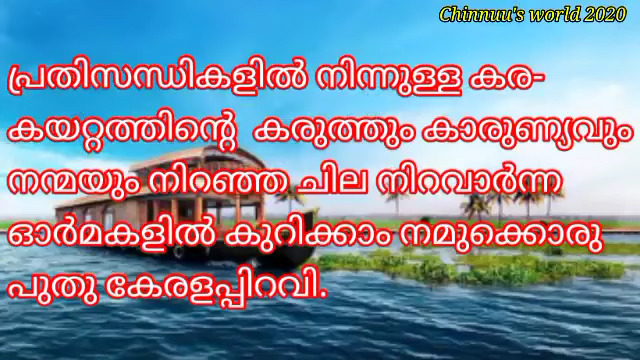 Chinnuu's world 2020
പ്രതിസന്ധികളിൽ നിന്നുള്ള കര-
കയറ്റത്തിന്റെ കരുത്തും കാരുണ്യവും
നന്മയും നിറഞ്ഞ ചില നിറവാർന്ന
ഓർമകളിൽ കുറിക്കാം നമുക്കൊരു
പുതു കേരളപ്പിറവി.